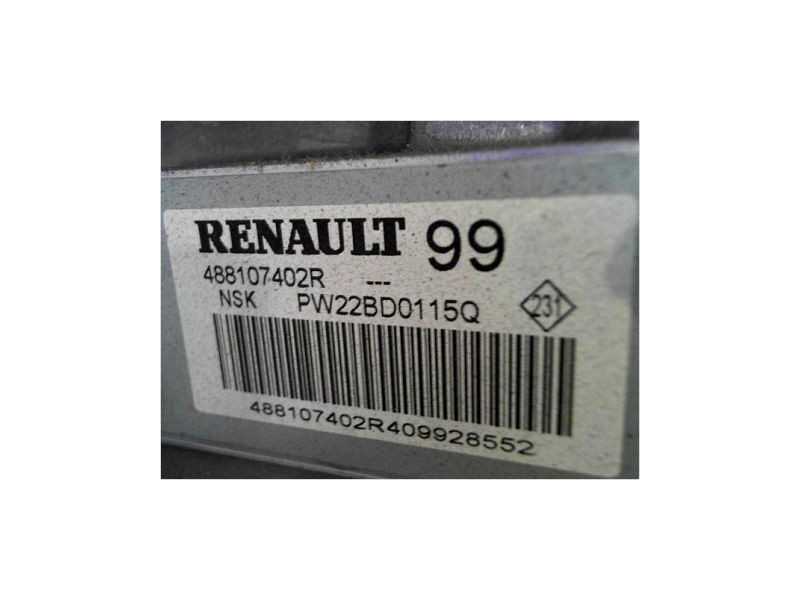 RENAULT 99
488107402R ---
NSK PW22BD0115Q 231
488107402R409928552